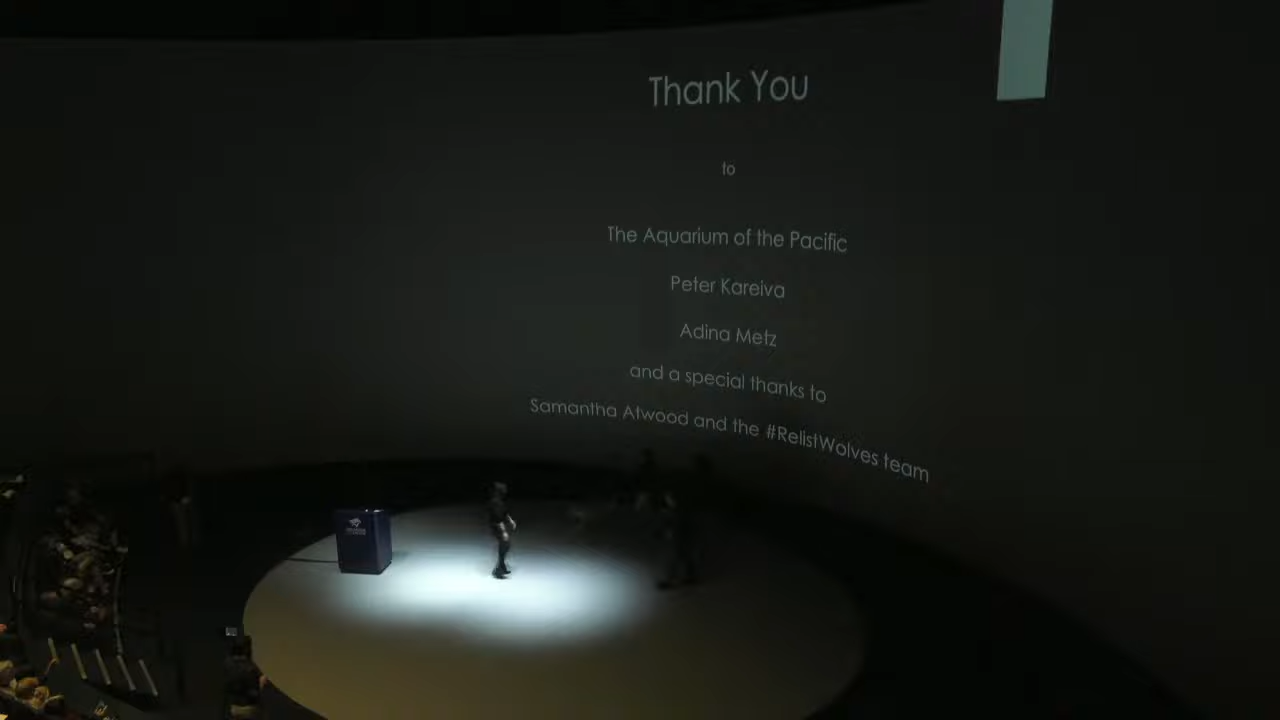 Thank You
to
The Aquarium of the Pacific
Peter Kareiva
Adina Metz
and a special thanks to
Samantha Atwood and the #RelistWolves team